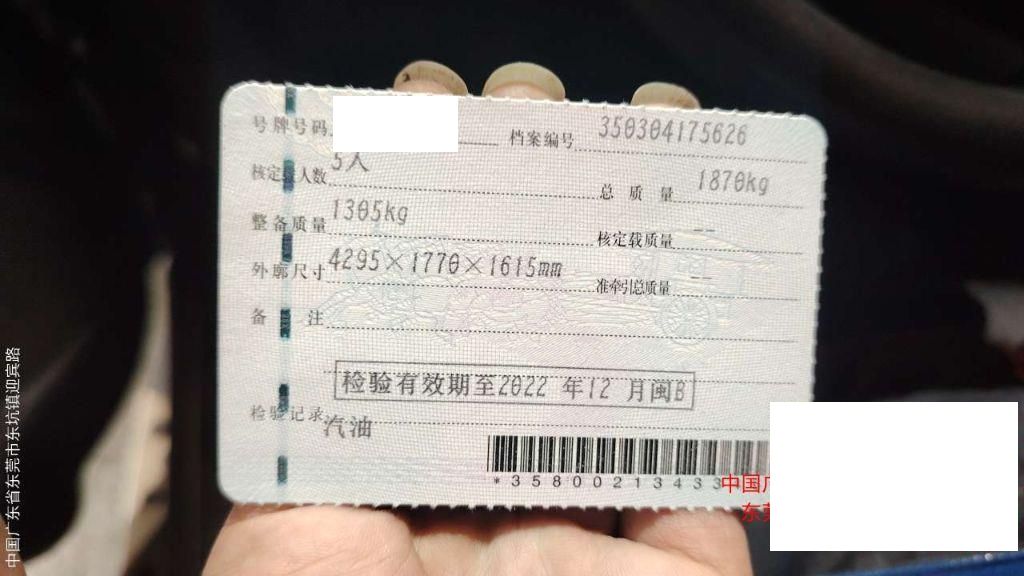 号牌号码
档案编号 350304175626
核定载人数 5人
总质量 1870kg
整备质量 1305kg
核定载质量 --
外廓尺寸 4295×1770×1615mm
准牵引总质量 --
备注
检验有效期至2022 年12 月闽B
检验记录
汽油
*3580021343 3
中国广
东莞
中国广东省东莞市东坑镇迎宾路